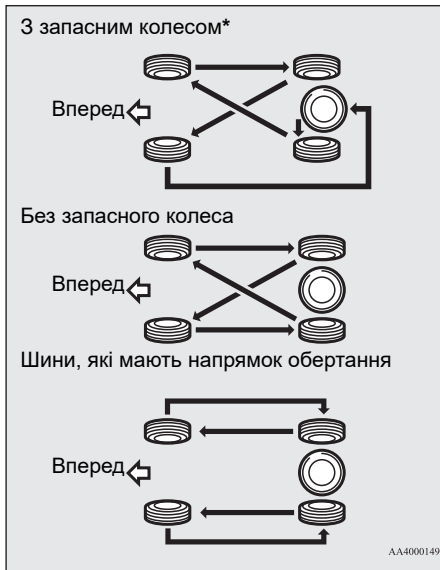 З запасним колесом*
Вперед
Без запасного колеса
Вперед
Шини, які мають напрямок обертання
Вперед
AA4000149